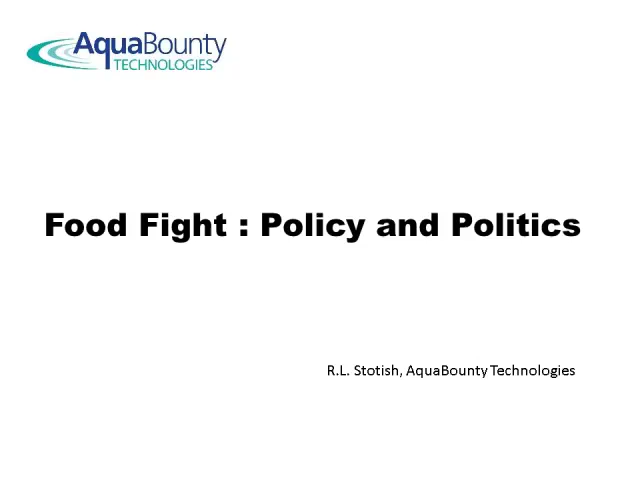 AquaBounty
TECHNOLOGIES
Food Fight : Policy and Politics
R.L. Stotish, AquaBounty Technologies